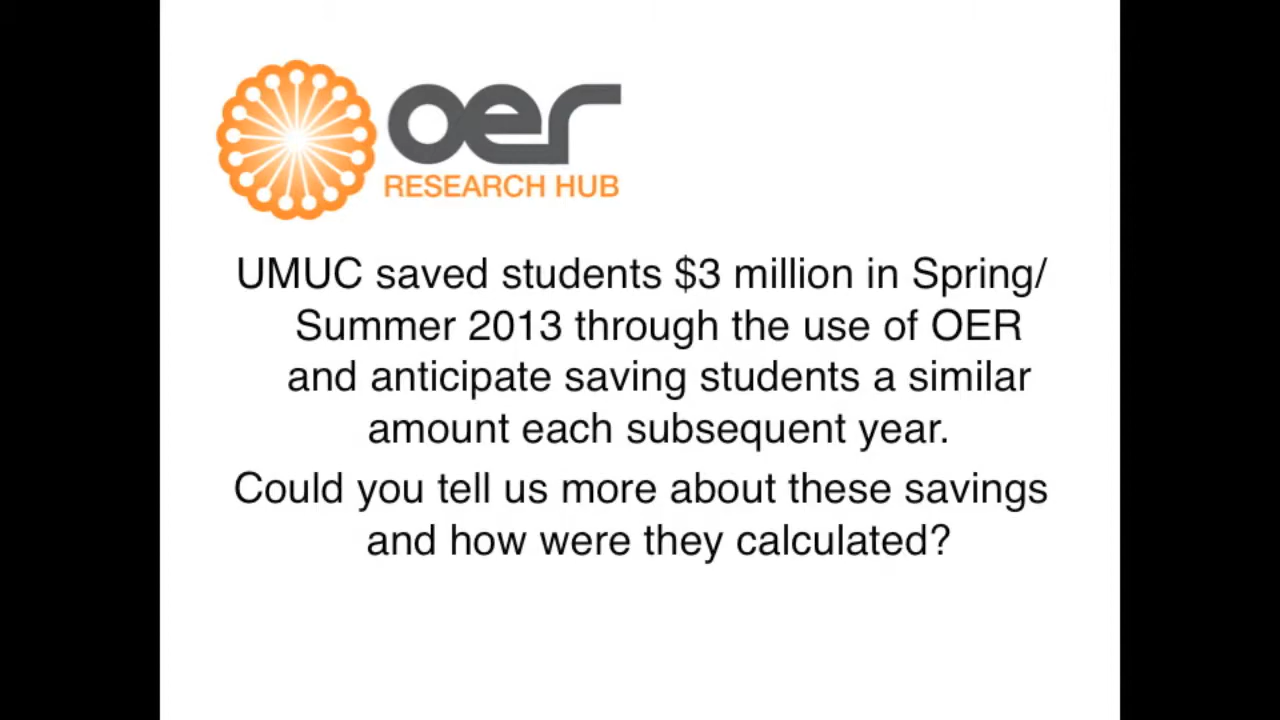 oer
RESEARCH HUB
UMUC saved students $3 million in Spring/
Summer 2013 through the use of OER
and anticipate saving students a similar
amount each subsequent year.
Could you tell us more about these savings
and how were they calculated?